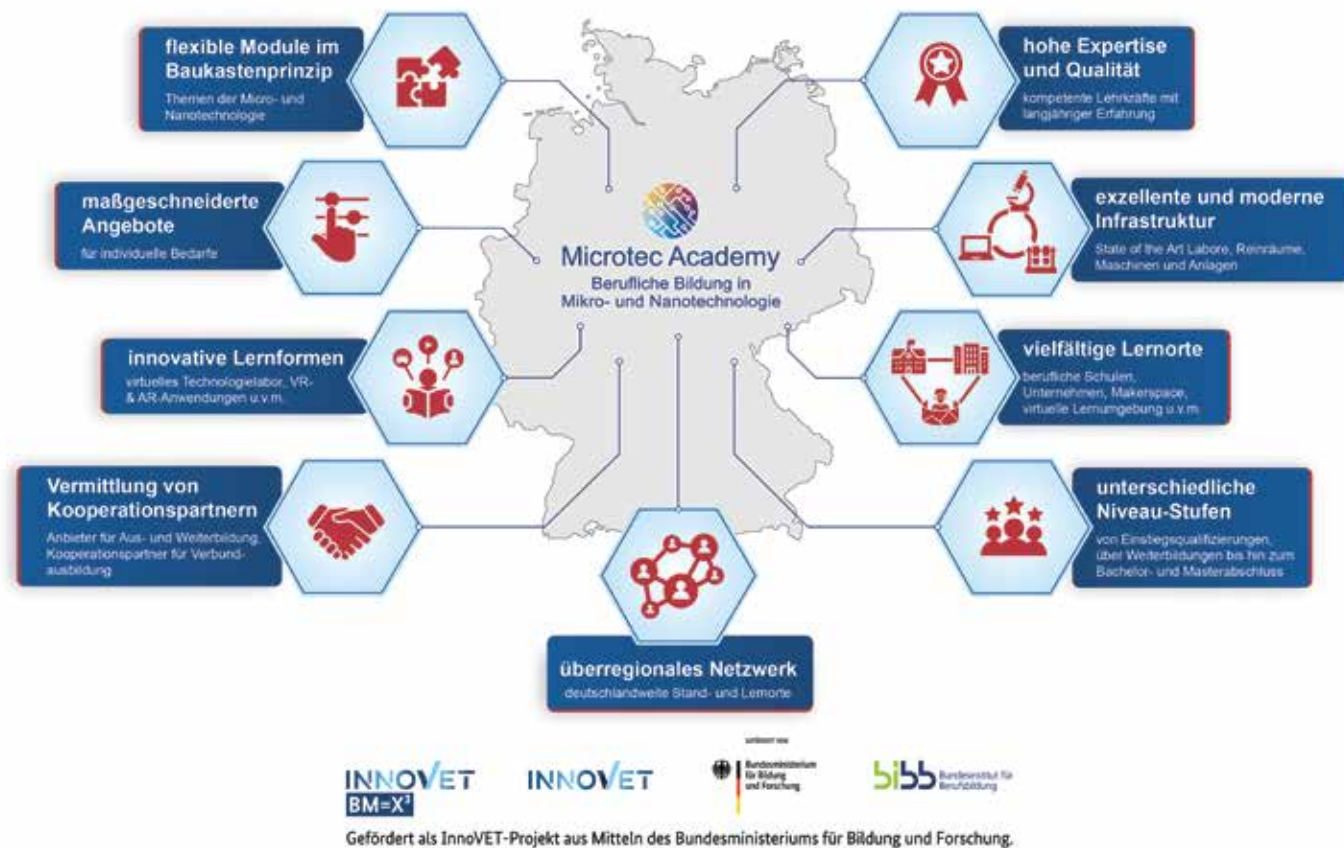 flexible Module im
Baukastenprinzip
Themen der Micro- und
Nanotechnologie
hohe Expertise
und Qualität
kompetente Lehrkräfte mit
langjähriger Erfahrung
maßgeschneiderte
Angebote
für individuelle Bedarfe
exzellente und moderne
Infrastruktur
State of the Art Labore, Reinräume,
Maschinen und Anlagen
Microtec Academy
Berufliche Bildung in
Mikro- und Nanotechnologie
innovative Lernformen
virtuelles Technologielabor, VR-
& AR-Anwendungen u.v.m.
vielfältige Lernorte
berufliche Schulen,
Unternehmen, Makerspace,
virtuelle Lernumgebung u.v.m.
Vermittlung von
Kooperationspartnern
Anbieter für Aus- und Weiterbildung,
Kooperationspartner für Verbund-
ausbildung
unterschiedliche
Niveau-Stufen
von Einstiegsqualifizierungen,
über Weiterbildungen bis hin zum
Bachelor- und Masterabschluss
überregionales Netzwerk
deutschlandweite Stand- und Lernorte
GEFÖRDERT VOM
INNOVET
BM=X³
INNOVET
Bundesministerium
für Bildung
und Forschung
bibb
Bundesinstitut für
Berufsbildung
Gefördert als InnoVET-Projekt aus Mitteln des Bundesministeriums für Bildung und Forschung.